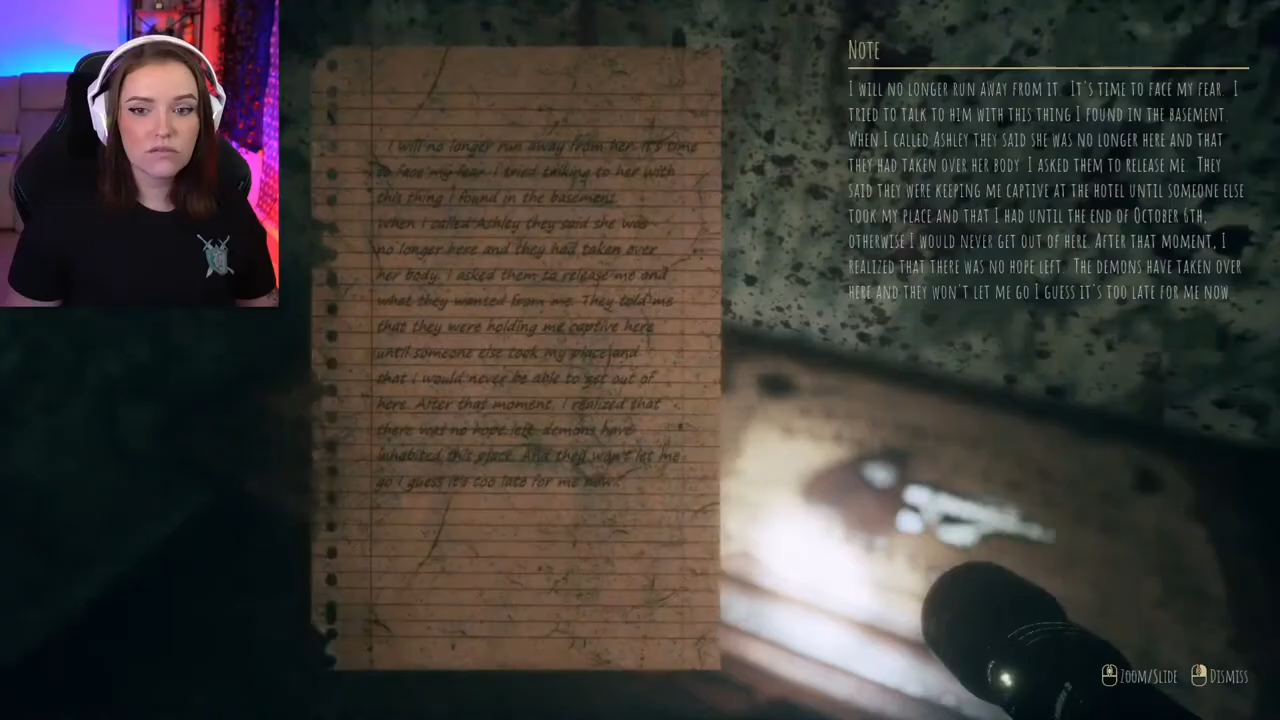 I will no longer run away from her. It's time
to face my fear. I tried talking to her with
this thing I found in the basement.
when I called Ashley they said she was
no longer here and they had taken over
her body. I asked them to release me and
what they wanted from me. They told me
that they were holding me captive here
until someone else took my place and
that I would never be able to get out of
here. After that moment, I realized that
there was no hope left. demons have
inhabited this place. And they won't let me
go I guess it's too late for me now.
NOTE
I WILL NO LONGER RUN AWAY FROM IT. IT'S TIME TO FACE MY FEAR. I
TRIED TO TALK TO HIM WITH THIS THING I FOUND IN THE BASEMENT.
WHEN I CALLED ASHLEY THEY SAID SHE WAS NO LONGER HERE AND THAT
THEY HAD TAKEN OVER HER BODY. I ASKED THEM TO RELEASE ME. THEY
SAID THEY WERE KEEPING ME CAPTIVE AT THE HOTEL UNTIL SOMEONE ELSE
TOOK MY PLACE AND THAT I HAD UNTIL THE END OF OCTOBER 6TH,
OTHERWISE I WOULD NEVER GET OUT OF HERE. AFTER THAT MOMENT, I
REALIZED THAT THERE WAS NO HOPE LEFT. THE DEMONS HAVE TAKEN OVER
HERE AND THEY WON'T LET ME GO I GUESS IT'S TOO LATE FOR ME NOW
ZOOM/SLIDE DISMISS